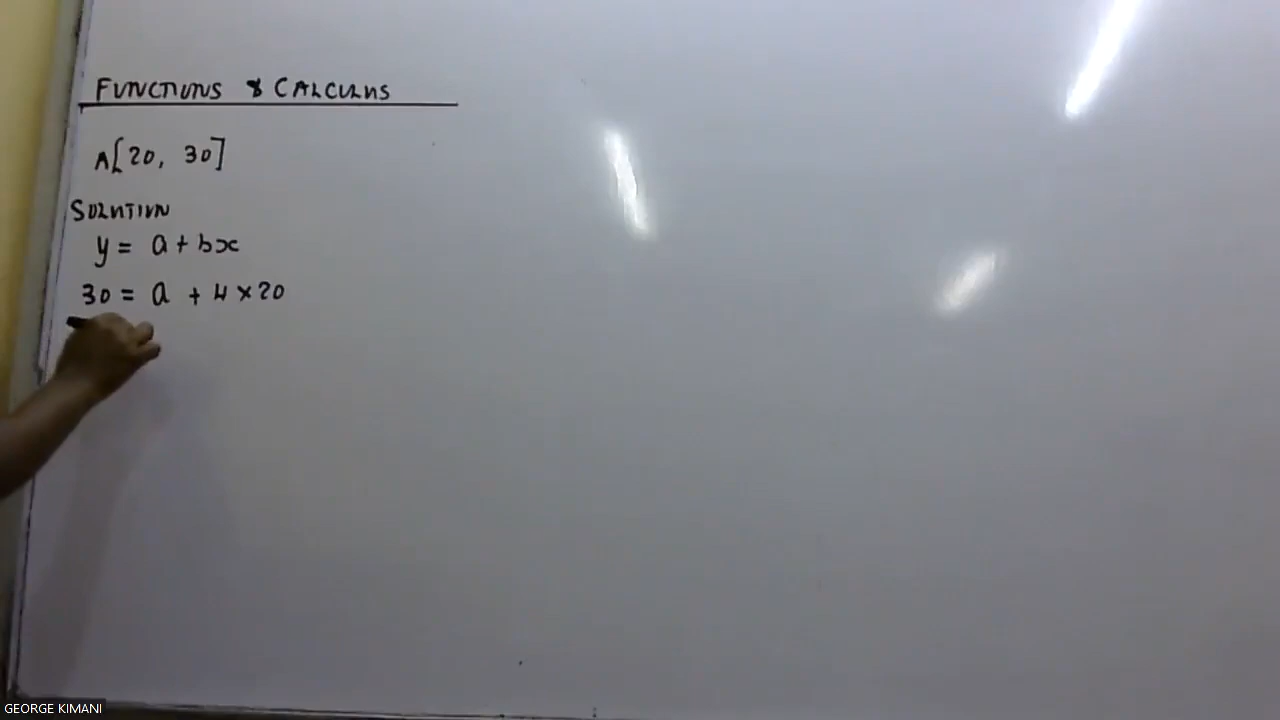 FUNCTIONS & CALCULUS
A[20, 30]
SOLUTION
y = a + bx
30 = a + 4 × 20
GEORGE KIMANI